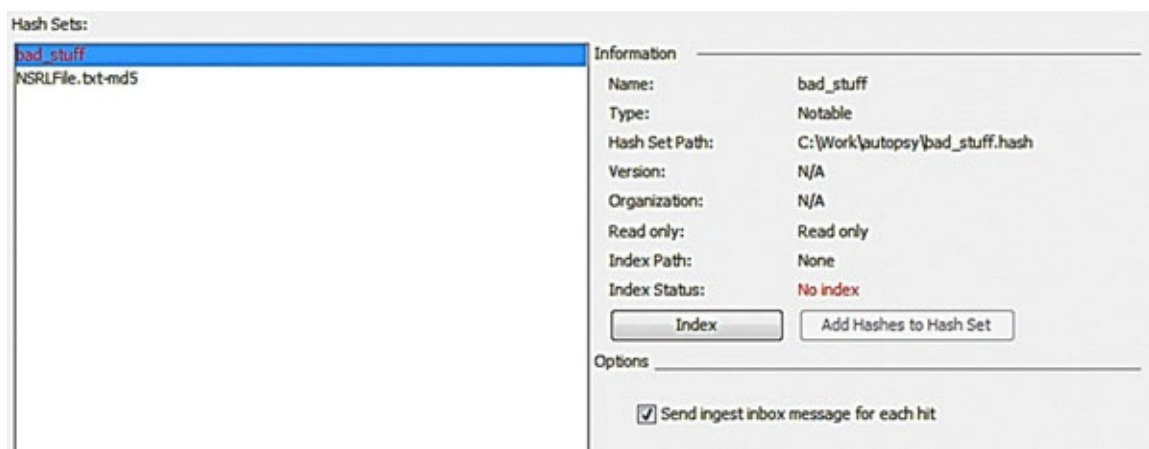 Hash Sets:
bad_stuff
NSRLFile.txt-md5
Information
Name: bad_stuff
Type: Notable
Hash Set Path: C:\Work\autopsy\bad_stuff.hash
Version: N/A
Organization: N/A
Read only: Read only
Index Path: None
Index Status: No index
Index Add Hashes to Hash Set
Options
Send ingest inbox message for each hit